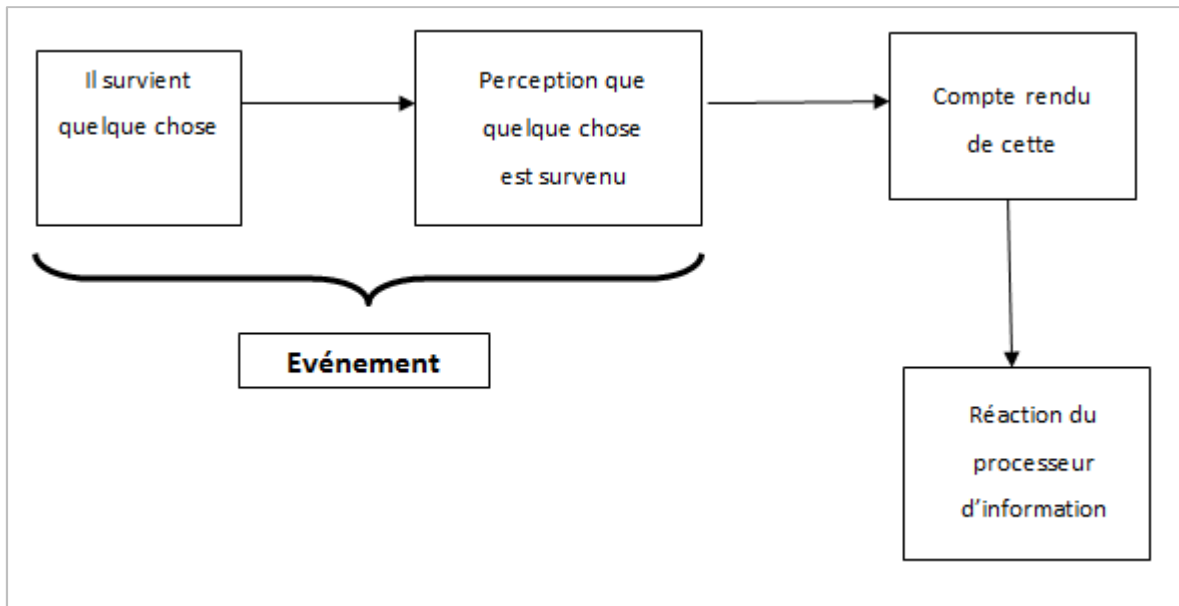 Il survient
quelque chose
Perception que
quelque chose
est survenu
Compte rendu
de cette
Evénement
Réaction du
processeur
d’information